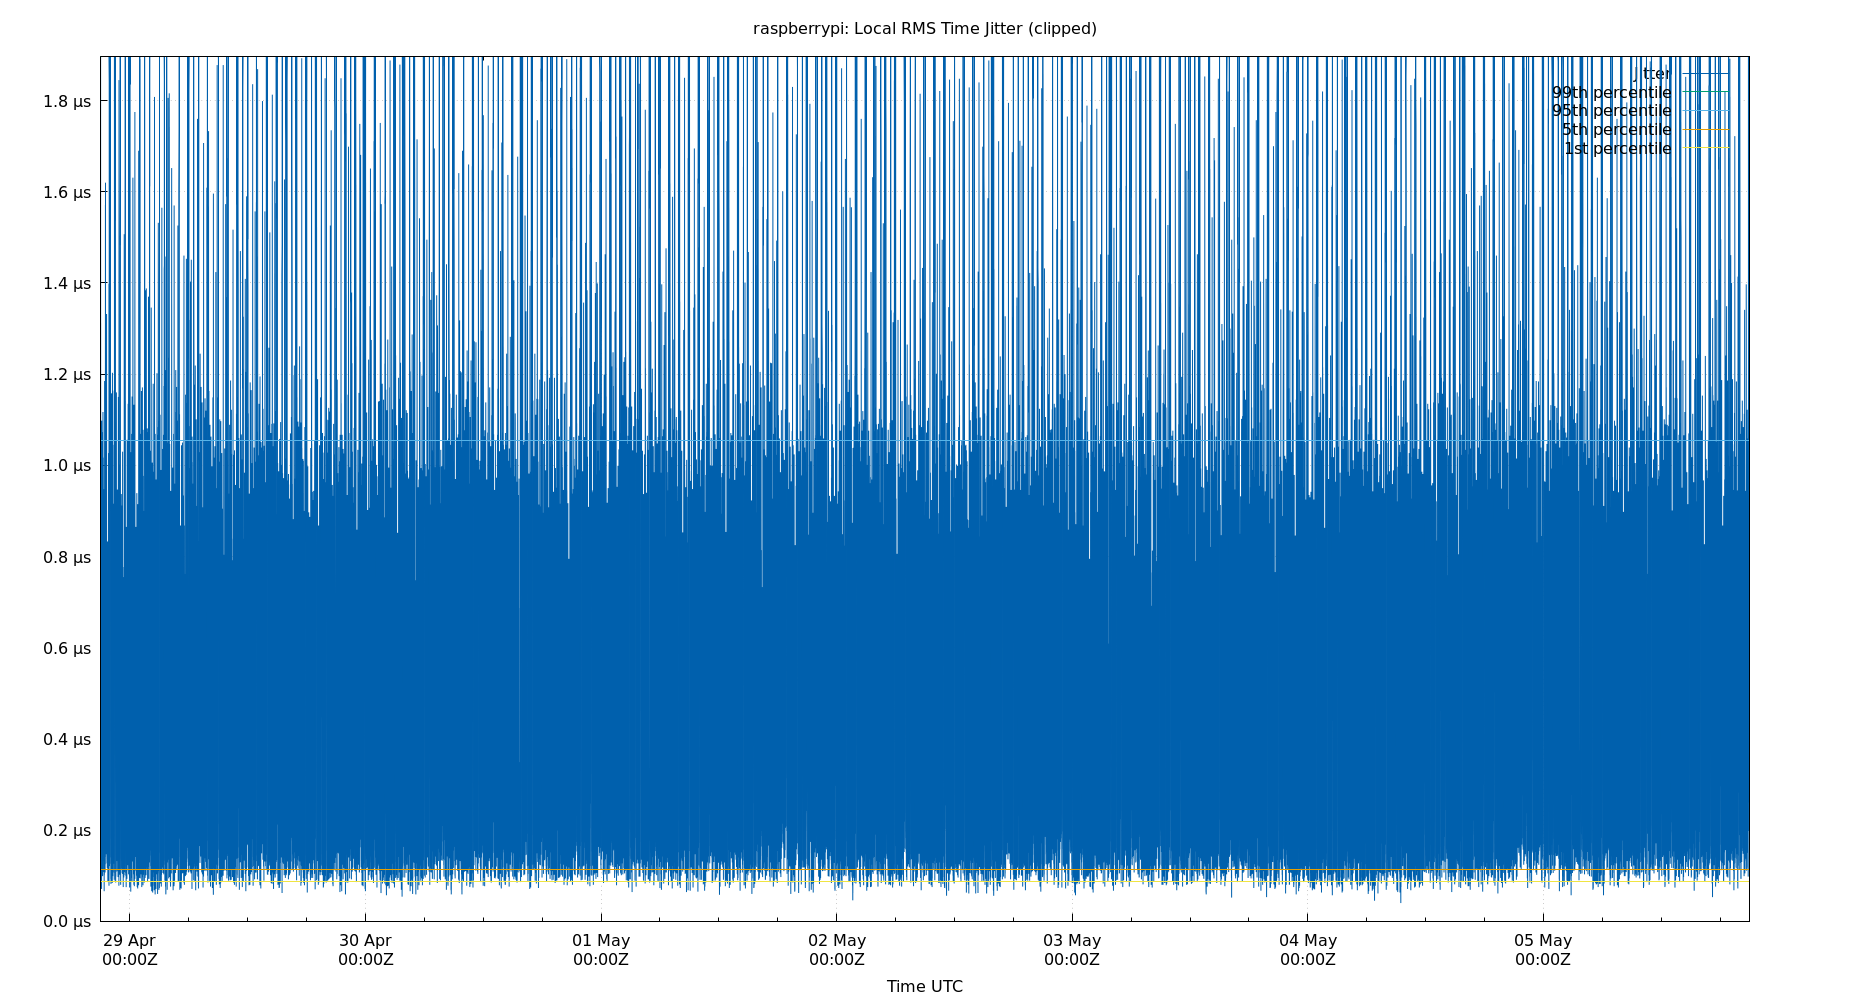 raspberrypi: Local RMS Time Jitter (clipped)
jitter
99th percentile
95th percentile
5th percentile
1st percentile
1.8 µs
1.6 µs
1.4 µs
1.2 µs
1.0 µs
0.8 µs
0.6 µs
0.4 µs
0.2 µs
0.0 µs
29 Apr 30 Apr 01 May 02 May 03 May 04 May 05 May
00:00Z 00:00Z 00:00Z 00:00Z 00:00Z 00:00Z 00:00Z
Time UTC